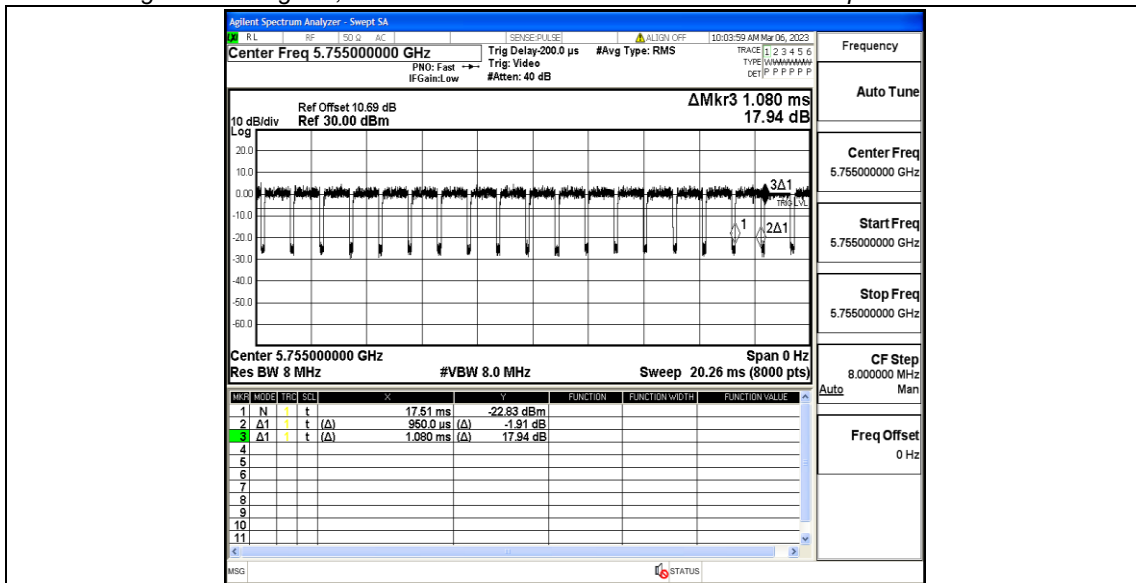 Agilent Spectrum Analyzer - Swept SA
RL RF 50 Ω AC SENSE:PULSE ALIGN OFF 10:03:59 AM Mar 06, 2023
Center Freq 5.755000000 GHz
PNO: Fast
IFGain:Low
Trig Delay-200.0 µs
Trig: Video
#Atten: 40 dB
#Avg Type: RMS
TRACE 1 2 3 4 5 6
TYPE
DET P P P P P P
Ref Offset 10.69 dB
10 dB/div Ref 30.00 dBm
Log
ΔMkr3 1.080 ms
17.94 dB
20.0
10.0
0.00
-10.0
-20.0
-30.0
-40.0
-50.0
-60.0
3Δ1
TRIG LVL
1
2Δ1
Center 5.755000000 GHz Span 0 Hz
Res BW 8 MHz #VBW 8.0 MHz Sweep 20.26 ms (8000 pts)
MKR MODE TRC SCL X Y FUNCTION FUNCTION WIDTH FUNCTION VALUE
1 N 1 t 17.51 ms -22.83 dBm
2 Δ1 1 t (Δ) 950.0 µs (Δ) -1.91 dB
3 Δ1 1 t (Δ) 1.080 ms (Δ) 17.94 dB
4
5
6
7
8
9
10
11
MSG STATUS
Frequency
Auto Tune
Center Freq
5.755000000 GHz
Start Freq
5.755000000 GHz
Stop Freq
5.755000000 GHz
CF Step
8.000000 MHz
Auto Man
Freq Offset
0 Hz